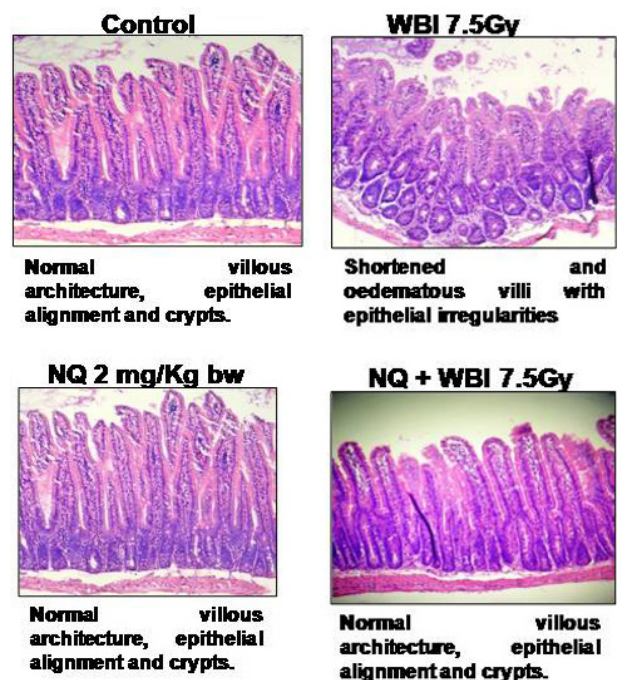 Control
WBI 7.5Gy
Normal villous
architecture, epithelial
alignment and crypts.
Shortened and
oedematous villi with
epithelial irregularities
NQ 2 mg/Kg bw
NQ + WBI 7.5Gy
Normal villous
architecture, epithelial
alignment and crypts.
Normal villous
architecture, epithelial
alignment and crypts.